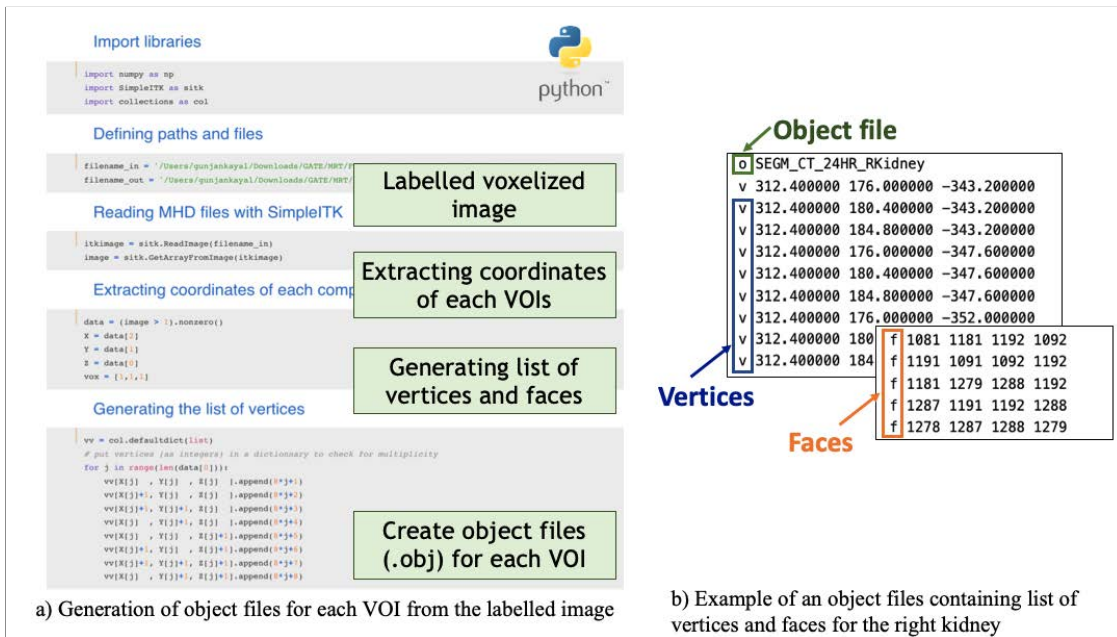 Import libraries
import numpy as np
import SimpleITK as sitk
import collections as col
python™
Defining paths and files
filename_in = '/Users/gunjankayal/Downloads/GATE/MRT/
filename_out = '/Users/gunjankayal/Downloads/GATE/MRT/
Labelled voxelized
image
Reading MHD files with SimpleITK
itkimage = sitk.ReadImage(filename_in)
image = sitk.GetArrayFromImage(itkimage)
Extracting coordinates
of each VOIs
Extracting coordinates of each comp
data = (image > 1).nonzero()
X = data[2]
Y = data[1]
Z = data[0]
vox = [1,1,1]
Generating list of
vertices and faces
Generating the list of vertices
vv = col.defaultdict(list)
# put vertices (as integers) in a dictionnary to check for multiplicity
for j in range(len(data[0])):
vv[X[j] , Y[j] , Z[j] ].append(8*j+1)
vv[X[j]+1, Y[j] , Z[j] ].append(8*j+2)
vv[X[j]+1, Y[j]+1, Z[j] ].append(8*j+3)
vv[X[j] , Y[j]+1, Z[j] ].append(8*j+4)
vv[X[j] , Y[j] , Z[j]+1].append(8*j+5)
vv[X[j]+1, Y[j] , Z[j]+1].append(8*j+6)
vv[X[j]+1, Y[j]+1, Z[j]+1].append(8*j+7)
vv[X[j] , Y[j]+1, Z[j]+1].append(8*j+8)
Create object files
(.obj) for each VOI
a) Generation of object files for each VOI from the labelled image
Object file
o SEGM_CT_24HR_RKidney
v 312.400000 176.000000 -343.200000
v 312.400000 180.400000 -343.200000
v 312.400000 184.800000 -343.200000
v 312.400000 176.000000 -347.600000
v 312.400000 180.400000 -347.600000
v 312.400000 184.800000 -347.600000
v 312.400000 176.000000 -352.000000
v 312.400000 180
v 312.400000 184
Vertices
f 1081 1181 1192 1092
f 1191 1091 1092 1192
f 1181 1279 1288 1192
f 1287 1191 1192 1288
f 1278 1287 1288 1279
Faces
b) Example of an object files containing list of
vertices and faces for the right kidney